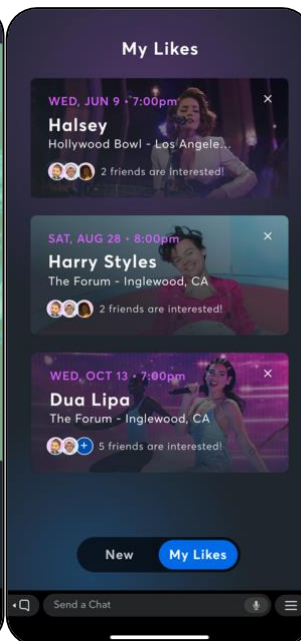 My Likes
WED, JUN 9 • 7:00pm
Halsey
Hollywood Bowl - Los Angele...
2 friends are interested!
SAT, AUG 28 • 8:00pm
Harry Styles
The Forum - Inglewood, CA
2 friends are interested!
WED, OCT 13 • 7:00pm
Dua Lipa
The Forum - Inglewood, CA
5 friends are interested!
New My Likes
Send a Chat